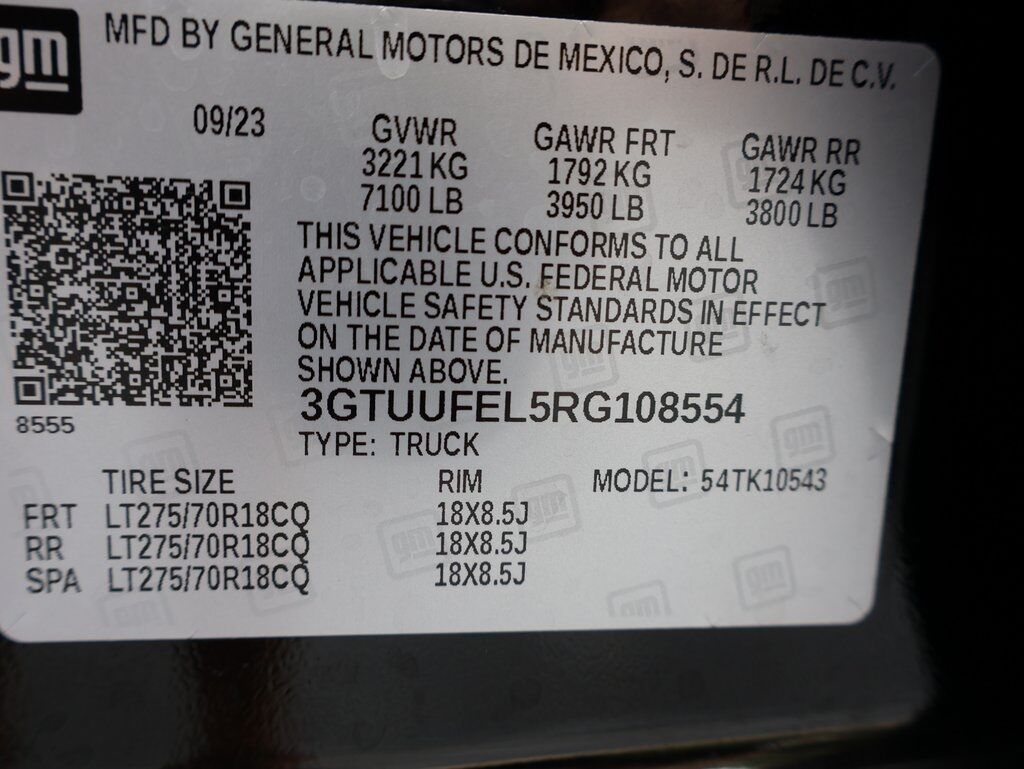 gm
MFD BY GENERAL MOTORS DE MEXICO, S. DE R.L. DE C.V.
09/23 GVWR GAWR FRT GAWR RR
3221 KG 1792 KG 1724 KG
7100 LB 3950 LB 3800 LB
THIS VEHICLE CONFORMS TO ALL
APPLICABLE U.S. FEDERAL MOTOR
VEHICLE SAFETY STANDARDS IN EFFECT
ON THE DATE OF MANUFACTURE
SHOWN ABOVE.
3GTUUFEL5RG108554
8555
TYPE: TRUCK
TIRE SIZE RIM MODEL: 54TK10543
FRT LT275/70R18CQ 18X8.5J
RR LT275/70R18CQ 18X8.5J
SPA LT275/70R18CQ 18X8.5J